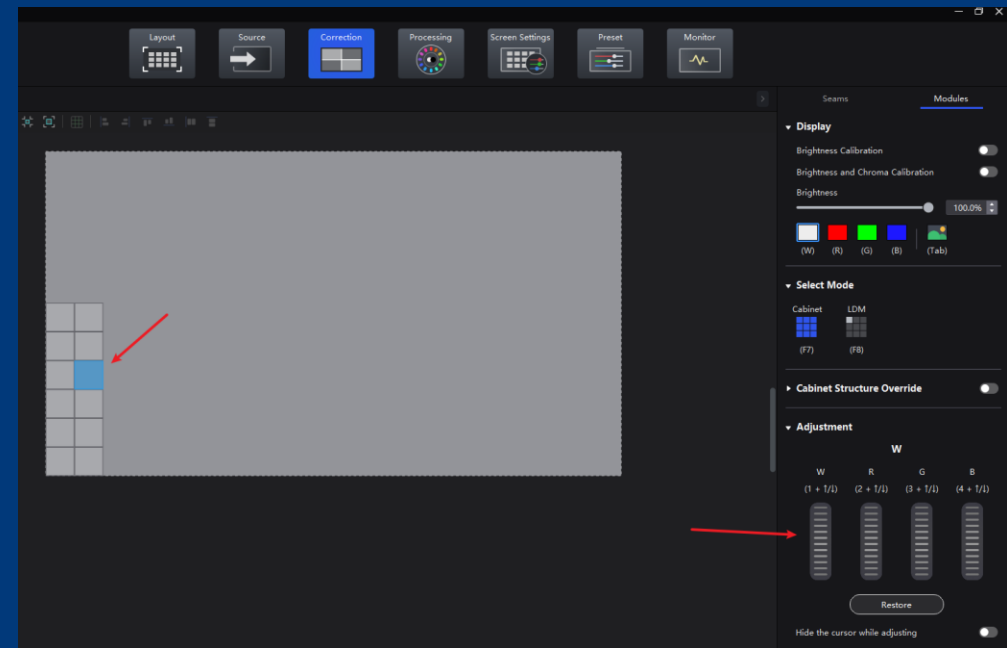 Layout Source Correction Processing Screen Settings Preset Monitor
Seams Modules
Display
Brightness Calibration
Brightness and Chroma Calibration
Brightness
100.0%
(W) (R) (G) (B) (Tab)
Select Mode
Cabinet LDM
(F7) (F8)
Cabinet Structure Override
Adjustment
W
W R G B
(1 + ↑/↓) (2 + ↑/↓) (3 + ↑/↓) (4 + ↑/↓)
Restore
Hide the cursor while adjusting